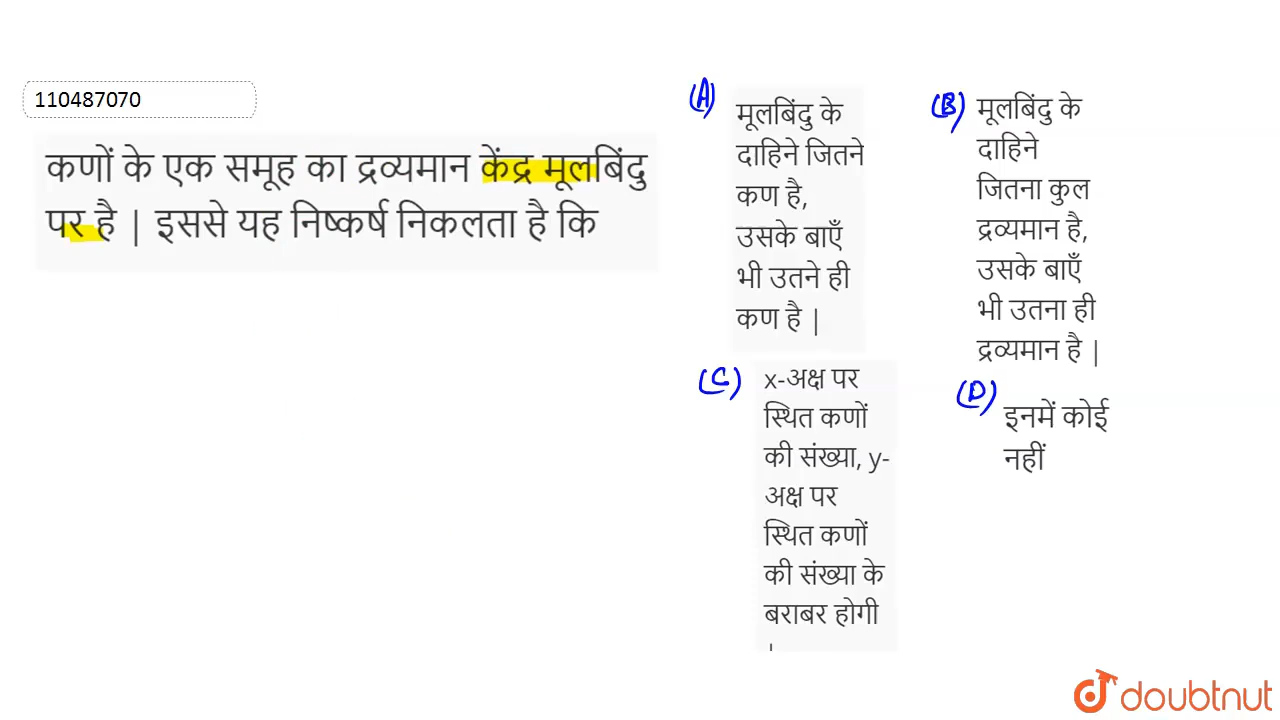 110487070
कणों के एक समूह का द्रव्यमान केंद्र मूलबिंदु
पर है | इससे यह निष्कर्ष निकलता है कि
(A)
मूलबिंदु के
दाहिने जितने
कण है,
उसके बाएँ
भी उतने ही
कण है |
(B)
मूलबिंदु के
दाहिने
जितना कुल
द्रव्यमान है,
उसके बाएँ
भी उतना ही
द्रव्यमान है |
(C)
x-अक्ष पर
स्थित कणों
की संख्या, y-
अक्ष पर
स्थित कणों
की संख्या के
बराबर होगी
|
(D)
इनमें कोई
नहीं
doubtnut